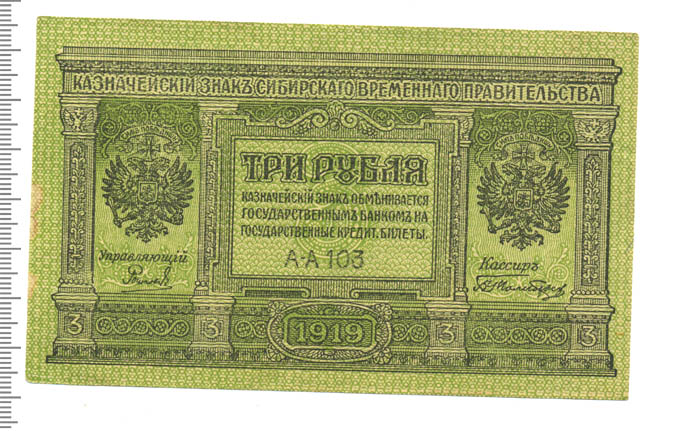 КАЗНАЧЕЙСКІЙ ЗНАКЪ СИБИРСКАГО ВРЕМЕННАГО ПРАВИТЕЛЬСТВА
ТРИ РУБЛЯ
КАЗНАЧЕЙСКІЙ ЗНАКЪ ОБМѢНИВАЕТСЯ
ГОСУДАРСТВЕННЫМЪ БАНКОМЪ НА
ГОСУДАРСТВЕННЫЕ КРЕДИТ. БИЛЕТЫ.
А-А 103
Управляющій
Кассиръ
3 3 1919 3 3